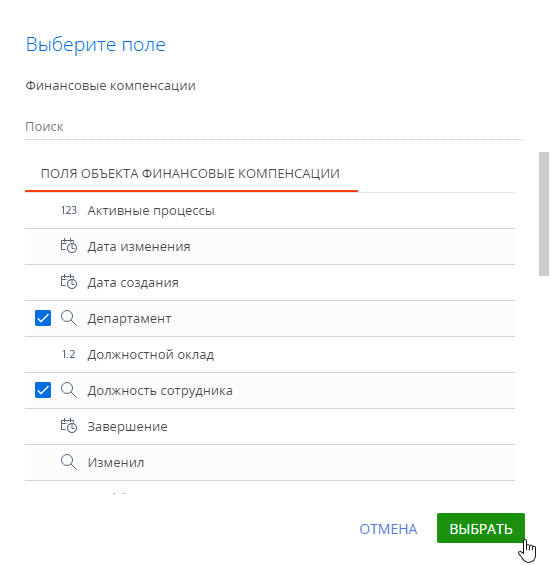 Выберите поле
Финансовые компенсации
Поиск
ПОЛЯ ОБЪЕКТА ФИНАНСОВЫЕ КОМПЕНСАЦИИ
123 Активные процессы
Дата изменения
Дата создания
Департамент
1.2 Должностной оклад
Должность сотрудника
Завершение
Изменил
ОТМЕНА ВЫБРАТЬ